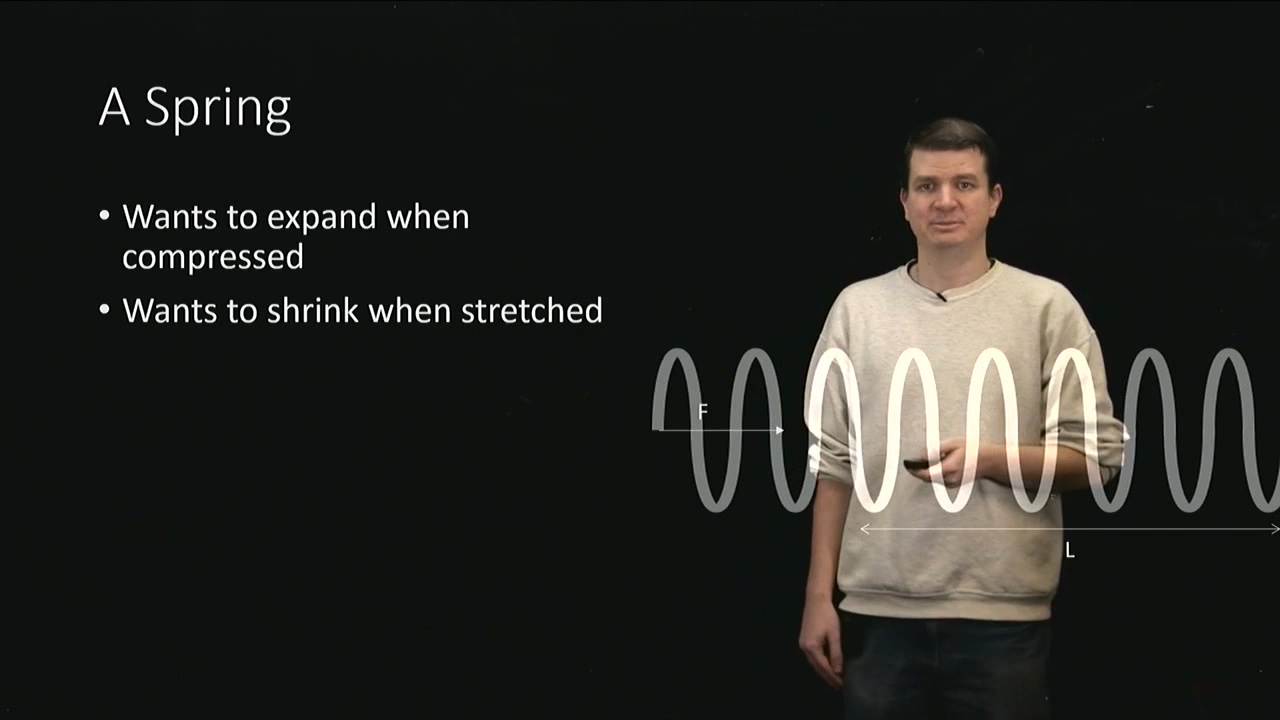 A Spring
• Wants to expand when
compressed
• Wants to shrink when stretched
F
L